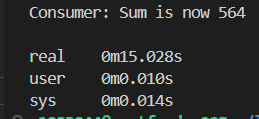 Consumer: Sum is now 564
real 0m15.028s
user 0m0.010s
sys 0m0.014s